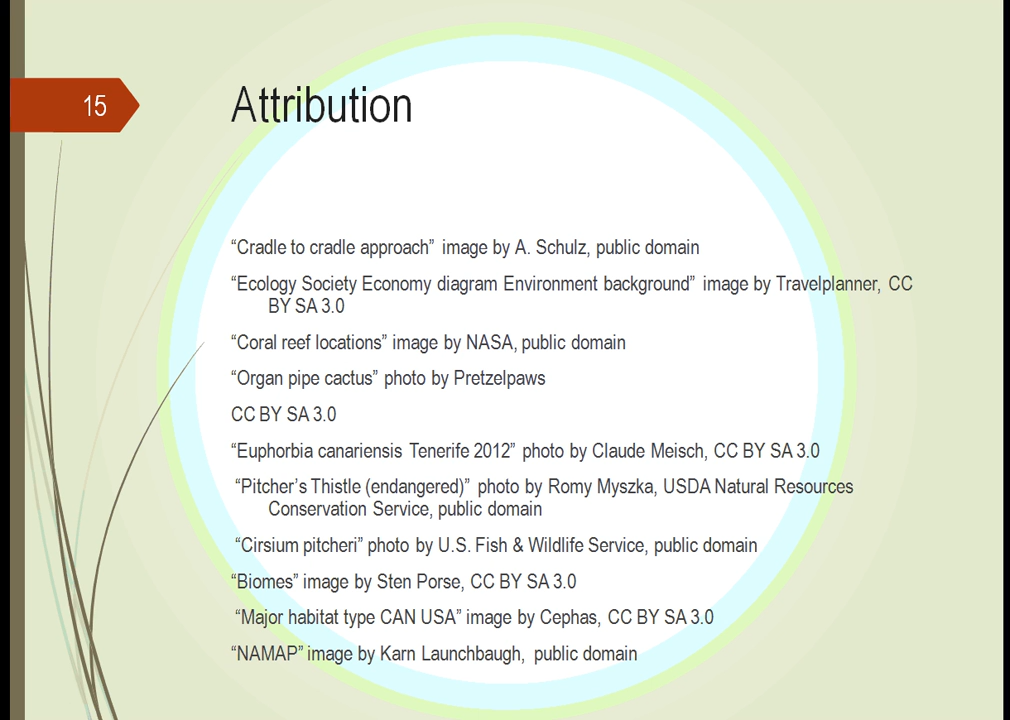 15
Attribution
“Cradle to cradle approach” image by A. Schulz, public domain
“Ecology Society Economy diagram Environment background” image by Travelplanner, CC
BY SA 3.0
“Coral reef locations” image by NASA, public domain
“Organ pipe cactus” photo by Pretzelpaws
CC BY SA 3.0
“Euphorbia canariensis Tenerife 2012” photo by Claude Meisch, CC BY SA 3.0
“Pitcher’s Thistle (endangered)” photo by Romy Myszka, USDA Natural Resources
Conservation Service, public domain
“Cirsium pitcheri” photo by U.S. Fish & Wildlife Service, public domain
“Biomes” image by Sten Porse, CC BY SA 3.0
“Major habitat type CAN USA” image by Cephas, CC BY SA 3.0
“NAMAP” image by Karn Launchbaugh, public domain